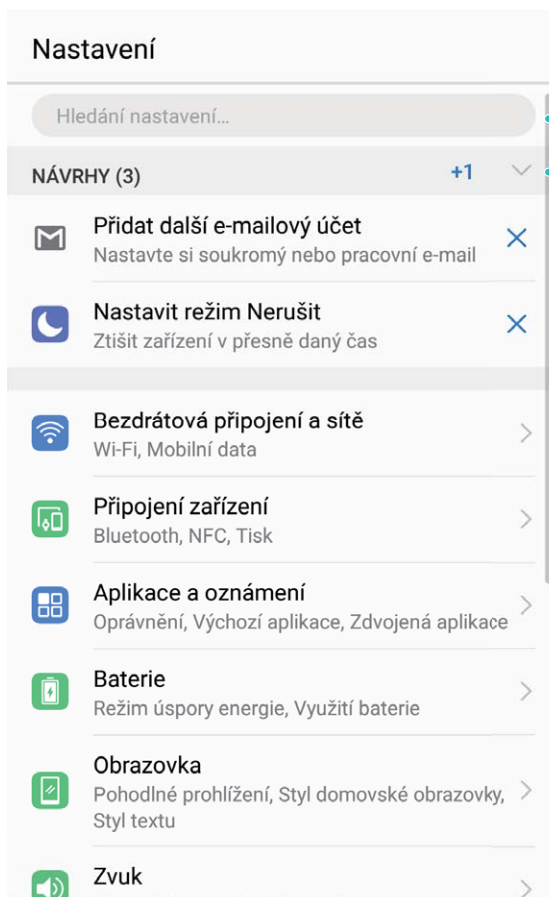 Nastavení
Hledání nastavení...
NÁVRHY (3) +1
Přidat další e-mailový účet
Nastavte si soukromý nebo pracovní e-mail
Nastavit režim Nerušit
Ztišit zařízení v přesně daný čas
Bezdrátová připojení a sítě
Wi-Fi, Mobilní data
Připojení zařízení
Bluetooth, NFC, Tisk
Aplikace a oznámení
Oprávnění, Výchozí aplikace, Zdvojená aplikace
Baterie
Režim úspory energie, Využití baterie
Obrazovka
Pohodlné prohlížení, Styl domovské obrazovky,
Styl textu
Zvuk